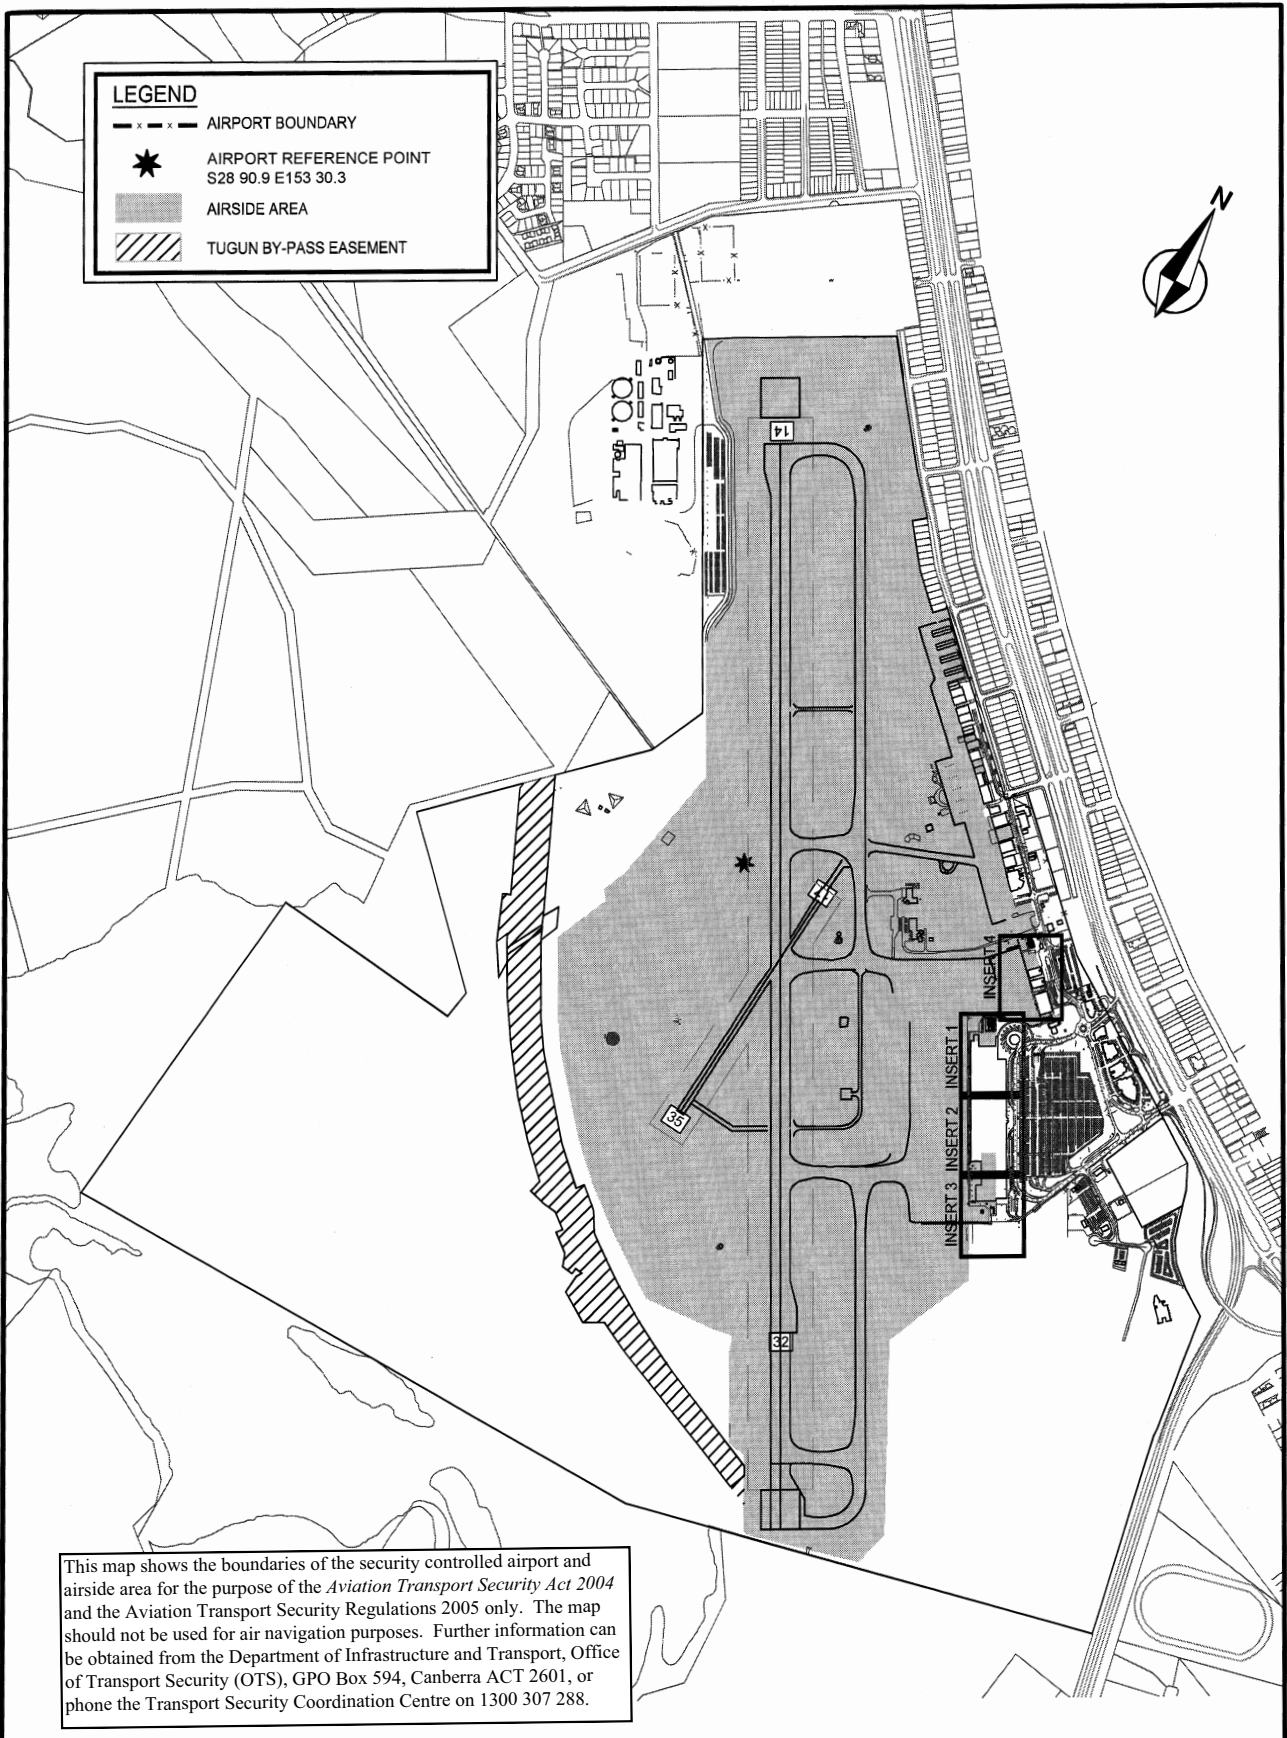 LEGEND
AIRPORT BOUNDARY
AIRPORT REFERENCE POINT
S28 90.9 E153 30.3
AIRSIDE AREA
TUGUN BY-PASS EASEMENT
N
14
17
INSERT 4
INSERT 1
35
INSERT 2
INSERT 3
32
This map shows the boundaries of the security controlled airport and
airside area for the purpose of the Aviation Transport Security Act 2004
and the Aviation Transport Security Regulations 2005 only. The map
should not be used for air navigation purposes. Further information can
be obtained from the Department of Infrastructure and Transport, Office
of Transport Security (OTS), GPO Box 594, Canberra ACT 2601, or
phone the Transport Security Coordination Centre on 1300 307 288.